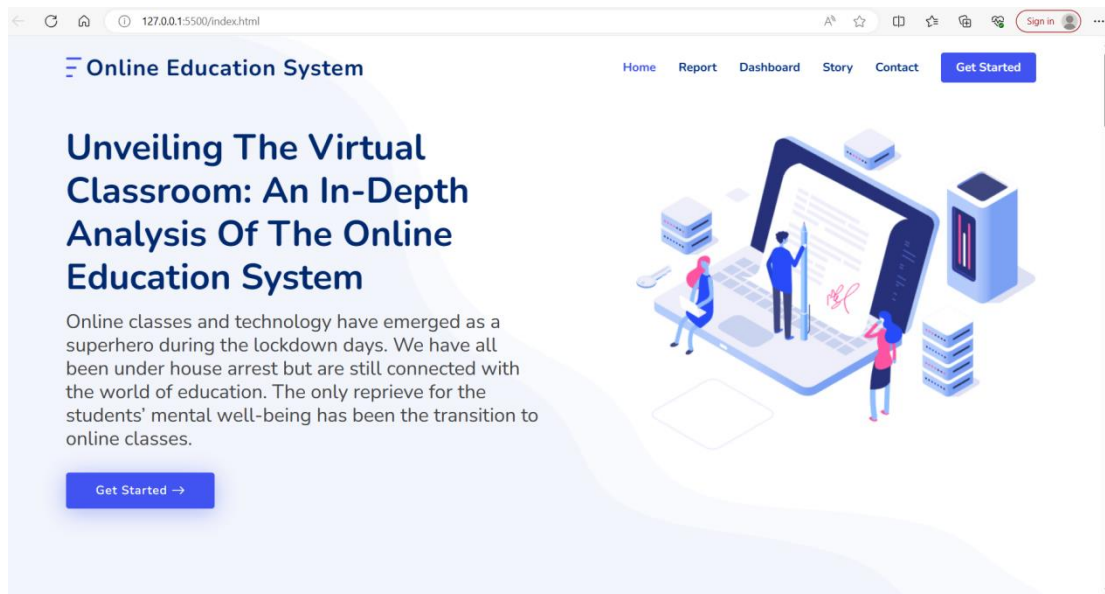 127.0.0.1:5500/index.html
Sign in
Online Education System
Home Report Dashboard Story Contact Get Started
Unveiling The Virtual
Classroom: An In-Depth
Analysis Of The Online
Education System
Online classes and technology have emerged as a
superhero during the lockdown days. We have all
been under house arrest but are still connected with
the world of education. The only reprieve for the
students’ mental well-being has been the transition to
online classes.
Get Started →